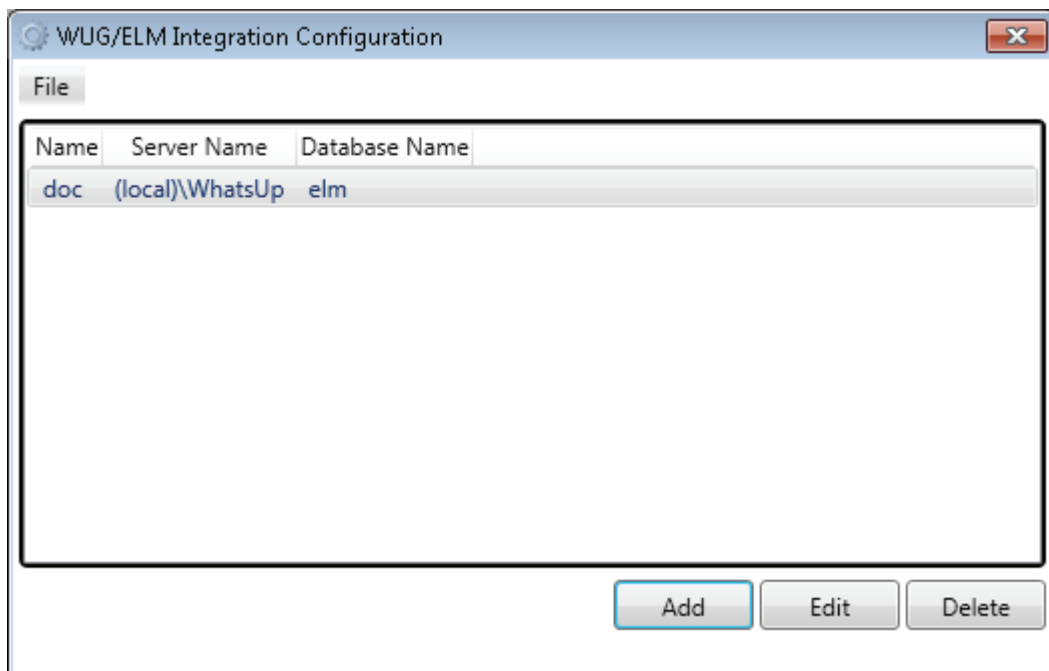 WUG/ELM Integration Configuration
File
Name Server Name Database Name
doc (local)\WhatsUp elm
Add Edit Delete